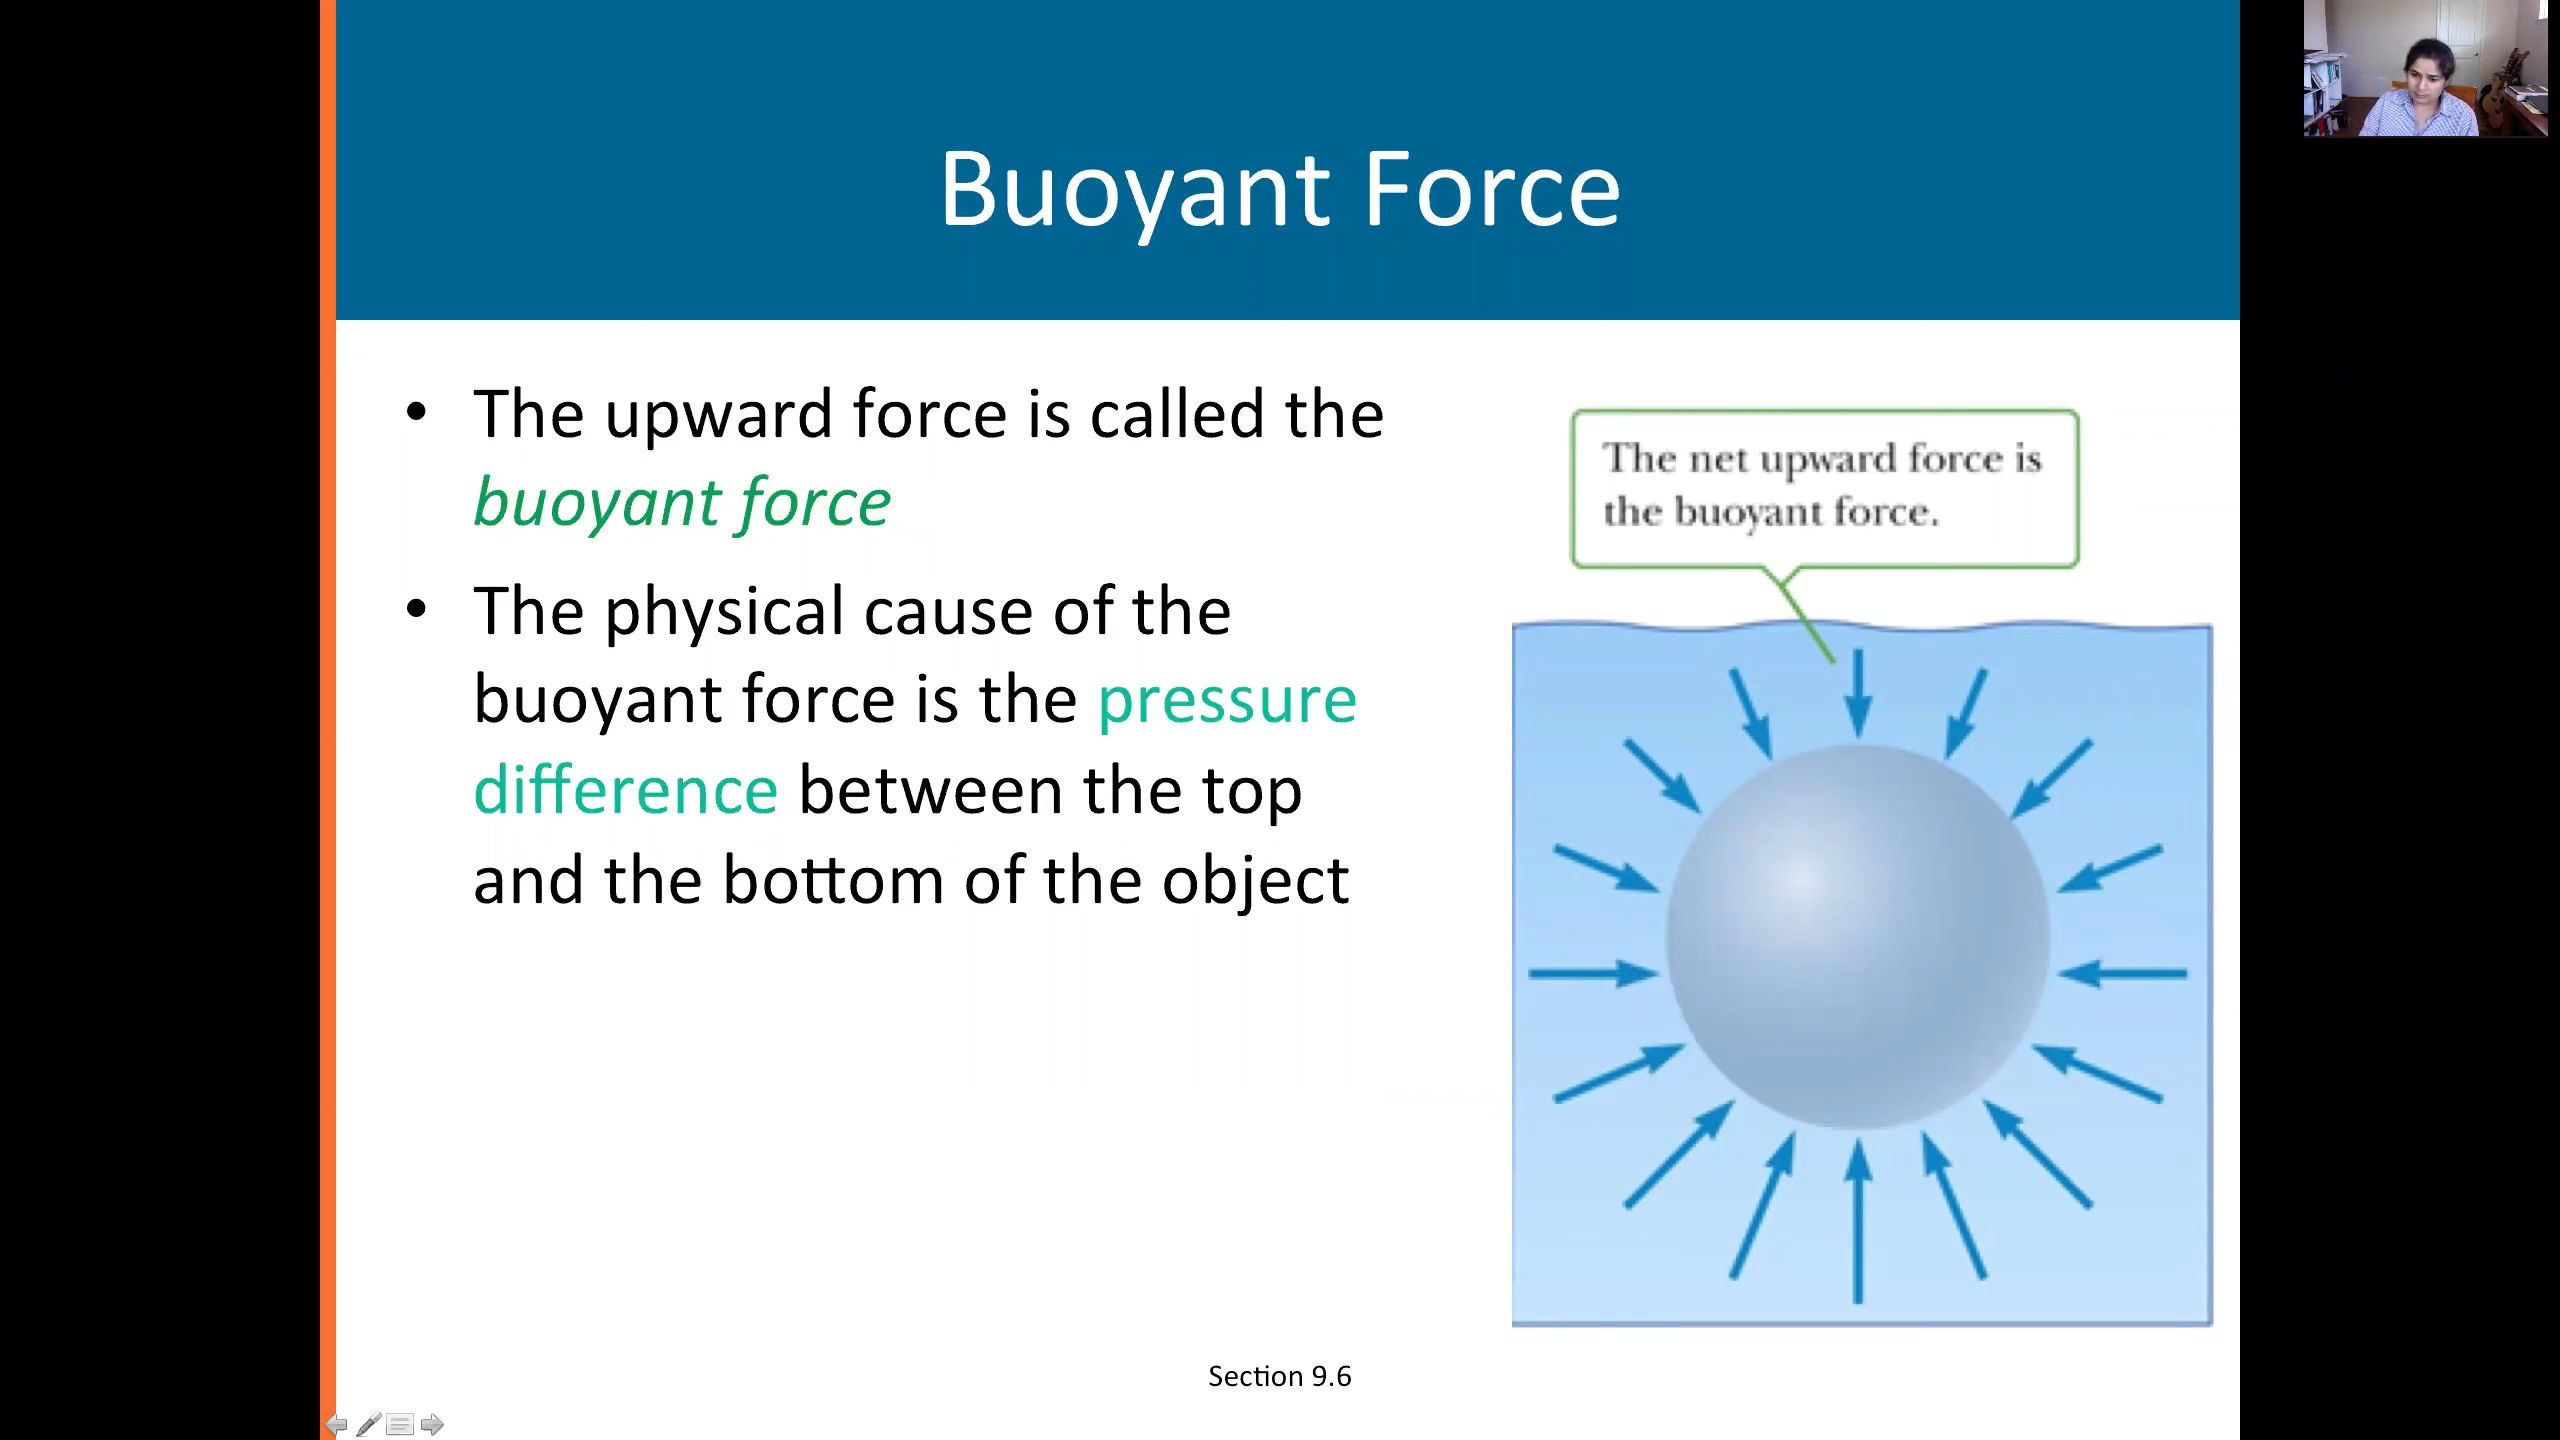 Buoyant Force
• The upward force is called the
buoyant force
• The physical cause of the
buoyant force is the pressure
difference between the top
and the bottom of the object
The net upward force is
the buoyant force.
Section 9.6